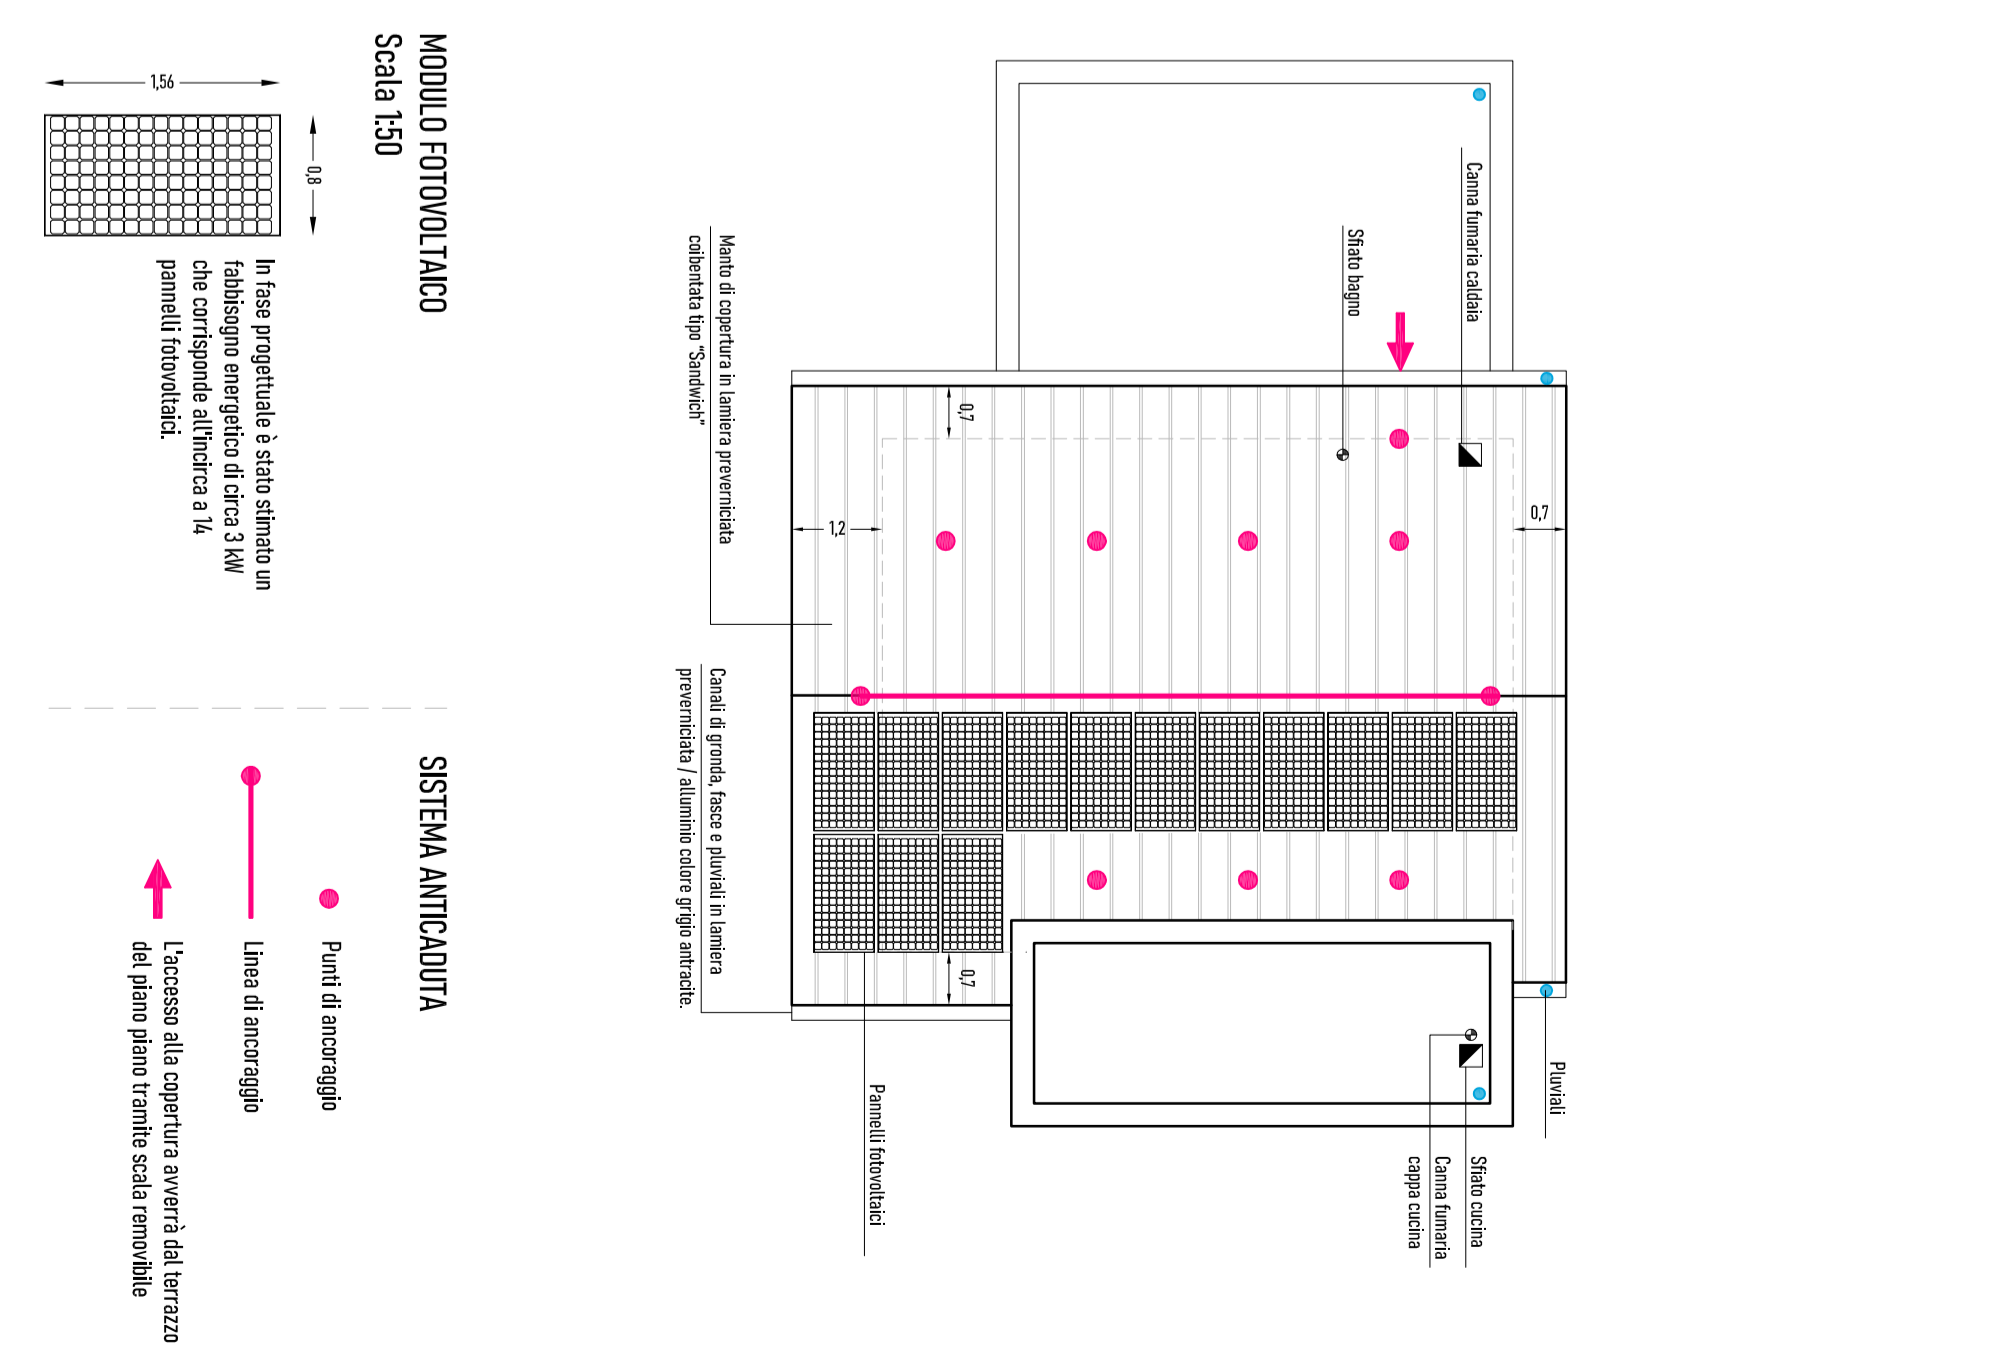 MODULO FOTOVOLTAICO
Scala 1:50
1,56
0,8
In fase progettuale è stato stimato un
fabbisogno energetico di circa 3 kW
che corrisponde all'incirca a 14
pannelli fotovoltaici.
SISTEMA ANTICADUTA
Punti di ancoraggio
Linea di ancoraggio
L'accesso alla copertura avverrà dal terrazzo
del piano piano tramite scala removibile
Canna fumaria caldaia
Sfiato bagno
Manto di copertura in lamiera preverniciata
coibentata tipo "Sandwich"
0,7
1,2
0,7
Canali di gronda, fasce e pluviali in lamiera
preverniciata / alluminio colore grigio antracite.
0,7
Pluviali
Pannelli fotovoltaici
Sfiato cucina
Canna fumaria
cappa cucina